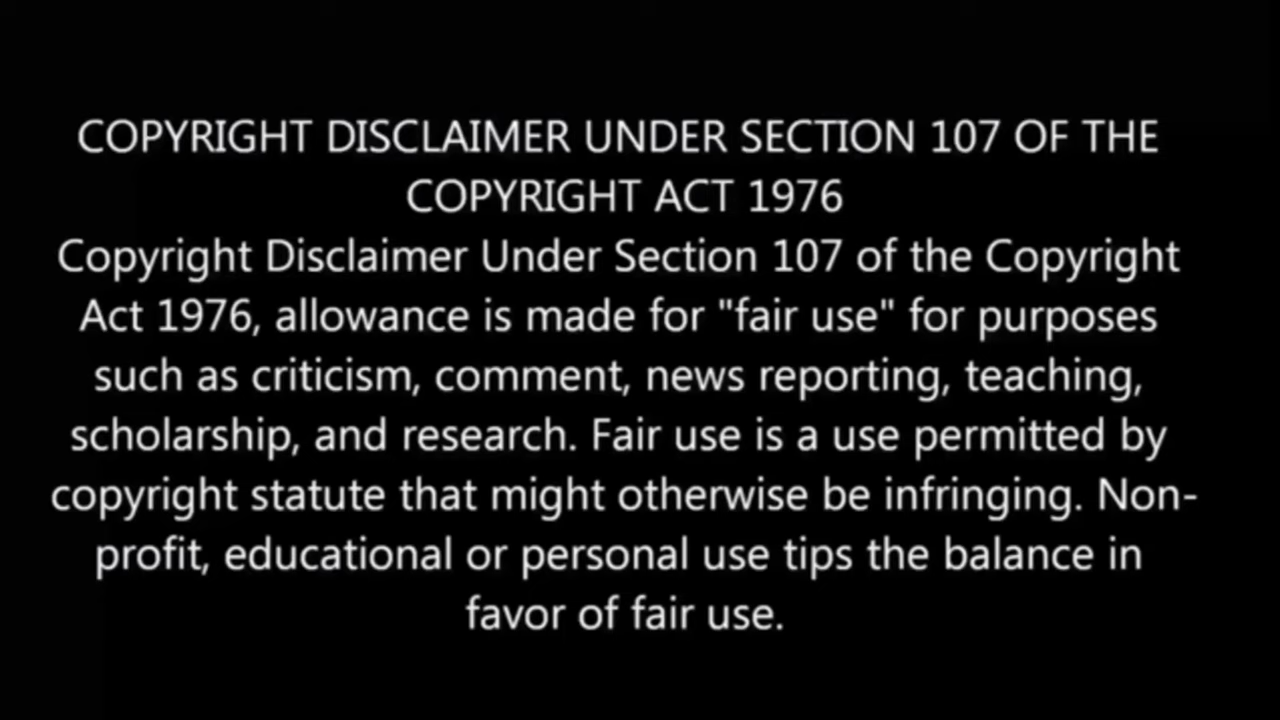 COPYRIGHT DISCLAIMER UNDER SECTION 107 OF THE
COPYRIGHT ACT 1976
Copyright Disclaimer Under Section 107 of the Copyright
Act 1976, allowance is made for "fair use" for purposes
such as criticism, comment, news reporting, teaching,
scholarship, and research. Fair use is a use permitted by
copyright statute that might otherwise be infringing. Non-
profit, educational or personal use tips the balance in
favor of fair use.